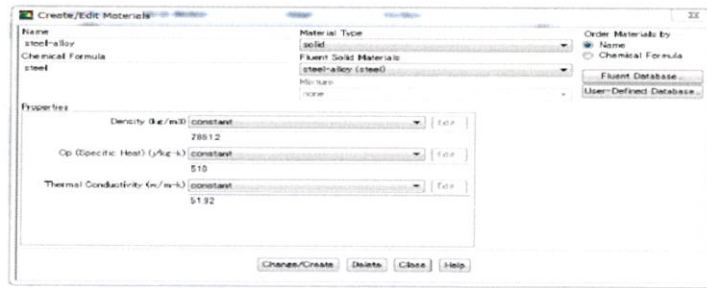 Create/Edit Materials
Name
steel-alloy
Chemical Formula
steel
Material Type
solid
Fluent Solid Materials
steel-alloy (steel)
Mixture
none
Order Materials by
Name
Chemical Formula
Fluent Database...
User-Defined Database...
Properties
Density (kg/m3) constant Edit
7861.2
Cp (Specific Heat) (j/kg-k) constant Edit
510
Thermal Conductivity (w/m-k) constant Edit
51.92
Change/Create Delete Close Help